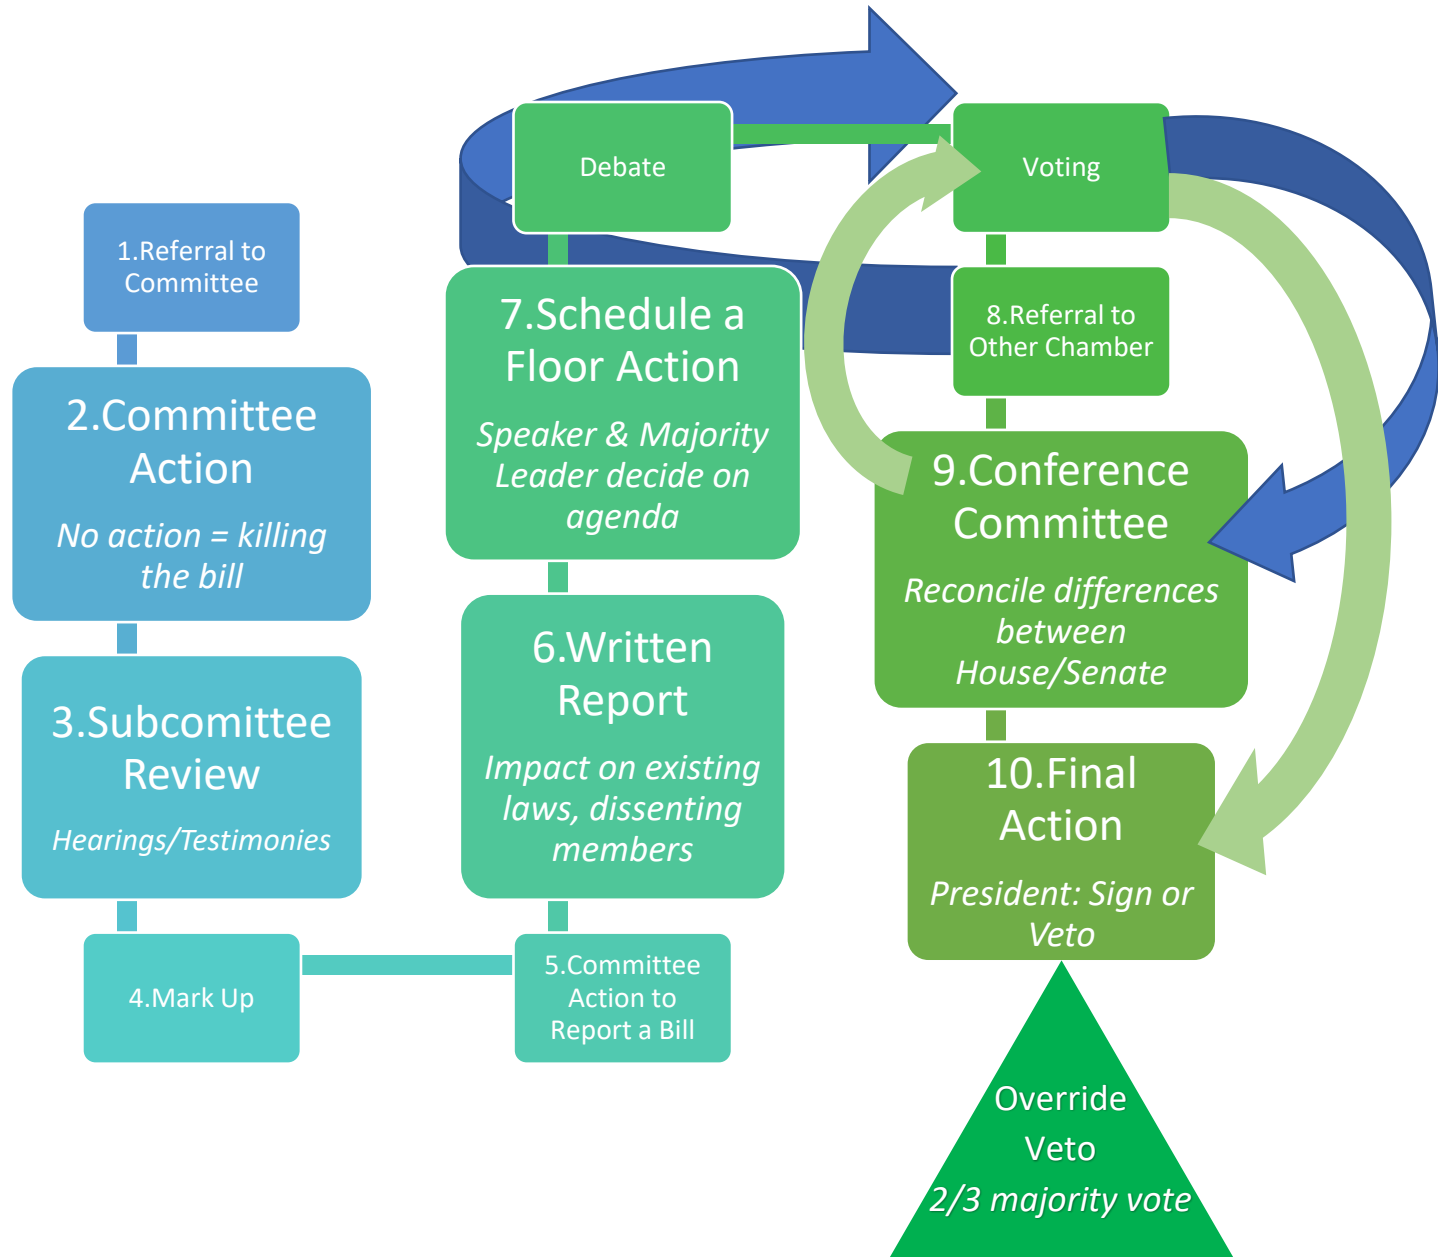 1.Referral to
Committee
2.Committee
Action
No action = killing
the bill
3.Subcomittee
Review
Hearings/Testimonies
4.Mark Up
5.Committee
Action to
Report a Bill
6.Written
Report
Impact on existing
laws, dissenting
members
7.Schedule a
Floor Action
Speaker & Majority
Leader decide on
agenda
Debate
Voting
8.Referral to
Other Chamber
9.Conference
Committee
Reconcile differences
between
House/Senate
10.Final
Action
President: Sign or
Veto
Override
Veto
2/3 majority vote